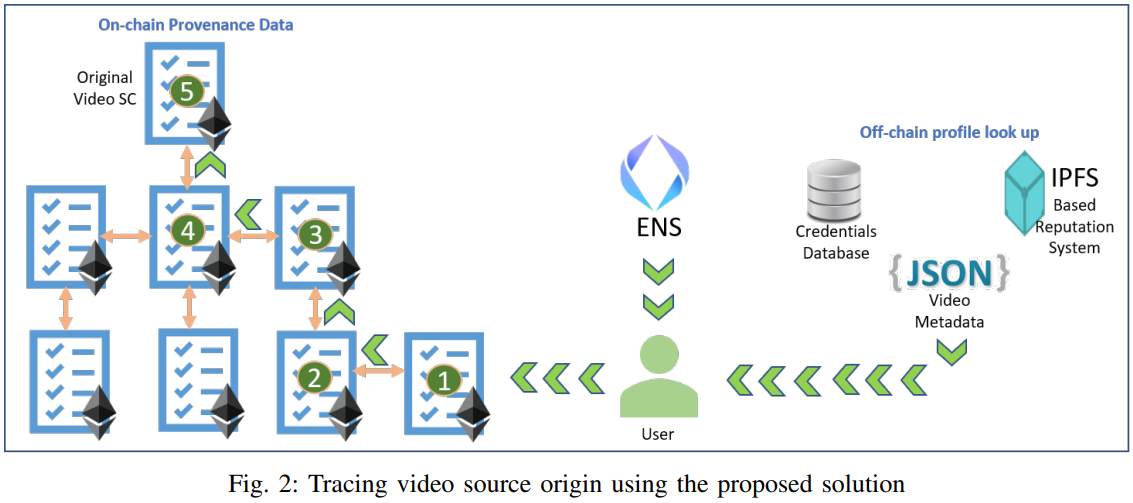 On-chain Provenance Data
Original
Video SC
5
4
3
2
1
ENS
User
Off-chain profile look up
Credentials
Database
IPFS
Based
Reputation
System
{JSON}
Video
Metadata
Fig. 2: Tracing video source origin using the proposed solution